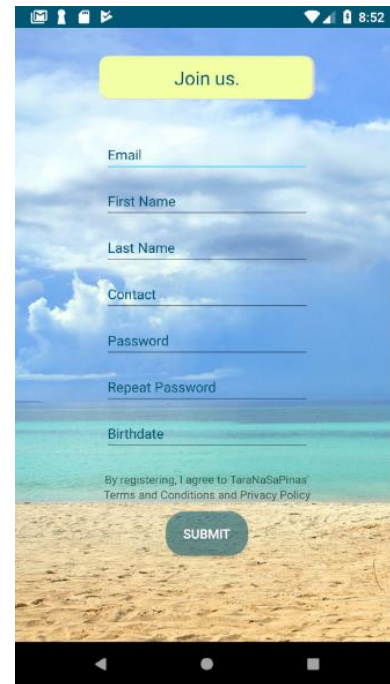 8:52
Join us.
Email
First Name
Last Name
Contact
Password
Repeat Password
Birthdate
By registering, I agree to TaraNaSaPinas'
Terms and Conditions and Privacy Policy
SUBMIT